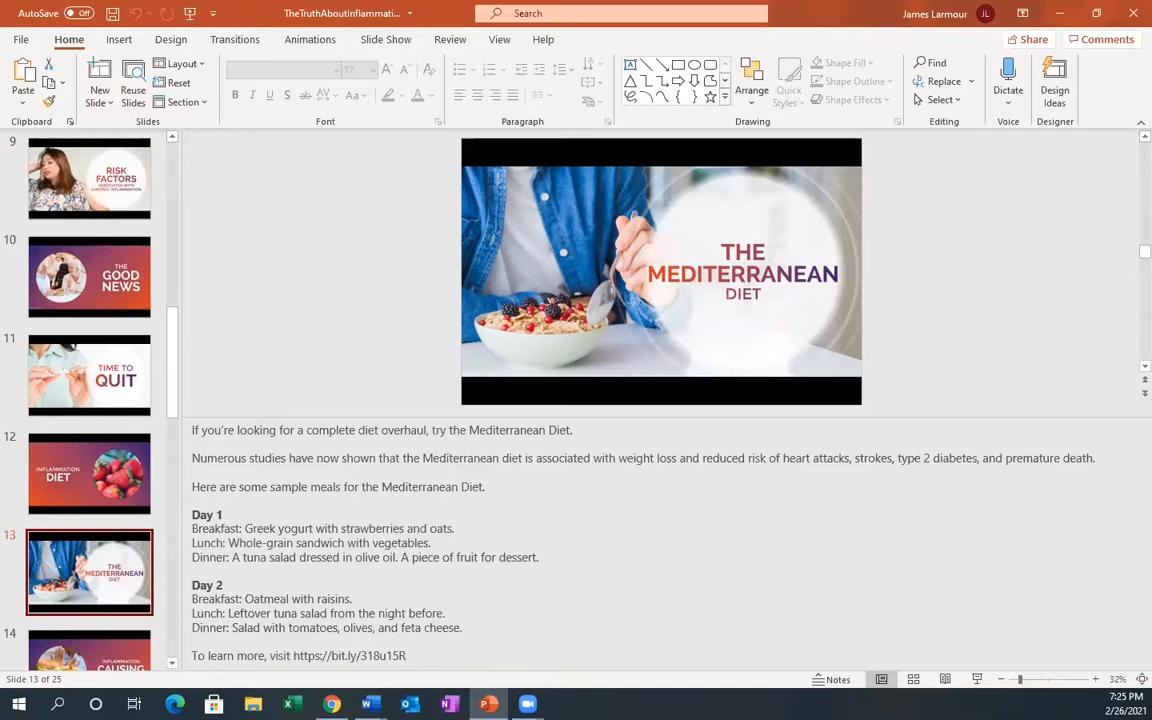 AutoSave Off
TheTruthAboutInflammati...
Search
James Larmour JL
File Home Insert Design Transitions Animations Slide Show Review View Help
Share Comments
Paste
New Slides
Reuse Slides
Layout
Reset
Section
17
Arrange
Quick Styles
Shape Fill
Shape Outline
Shape Effects
Find
Replace
Select
Dictate
Design Ideas
Clipboard Slides Font Paragraph Drawing Editing Voice Designer
9
RISK
FACTORS
ASSOCIATED WITH
CHRONIC INFLAMMATION
10
THE
GOOD
NEWS
11
TIME TO
QUIT
12
INFLAMMATION
DIET
13
THE
MEDITERRANEAN
DIET
14
INFLAMMATION
CAUSING
THE
MEDITERRANEAN
DIET
If you're looking for a complete diet overhaul, try the Mediterranean Diet.
Numerous studies have now shown that the Mediterranean diet is associated with weight loss and reduced risk of heart attacks, strokes, type 2 diabetes, and premature death.
Here are some sample meals for the Mediterranean Diet.
Day 1
Breakfast: Greek yogurt with strawberries and oats.
Lunch: Whole-grain sandwich with vegetables.
Dinner: A tuna salad dressed in olive oil. A piece of fruit for dessert.
Day 2
Breakfast: Oatmeal with raisins.
Lunch: Leftover tuna salad from the night before.
Dinner: Salad with tomatoes, olives, and feta cheese.
To learn more, visit https://bit.ly/318u15R
Slide 13 of 25
Notes
32%
7:25 PM
2/26/2021